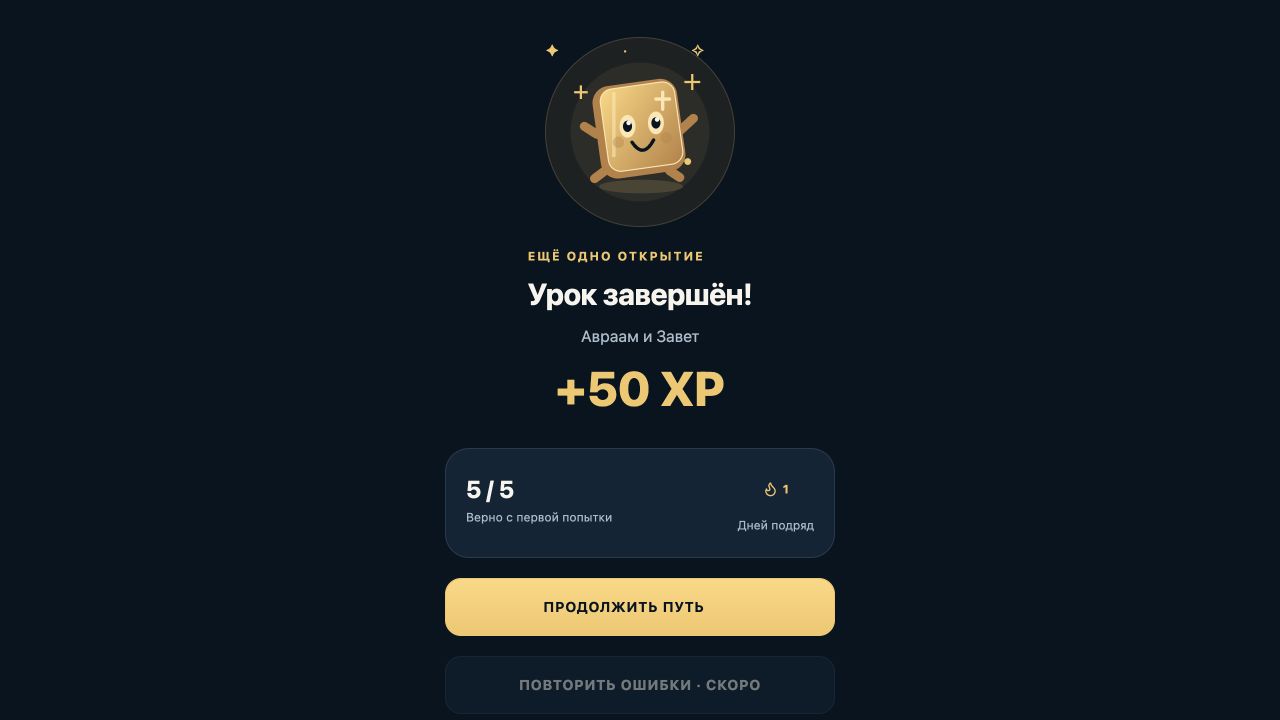 ЕЩЁ ОДНО ОТКРЫТИЕ
Урок завершён!
Авраам и Завет
+50 XP
5 / 5
Верно с первой попытки
1
Дней подряд
ПРОДОЛЖИТЬ ПУТЬ
ПОВТОРИТЬ ОШИБКИ · СКОРО